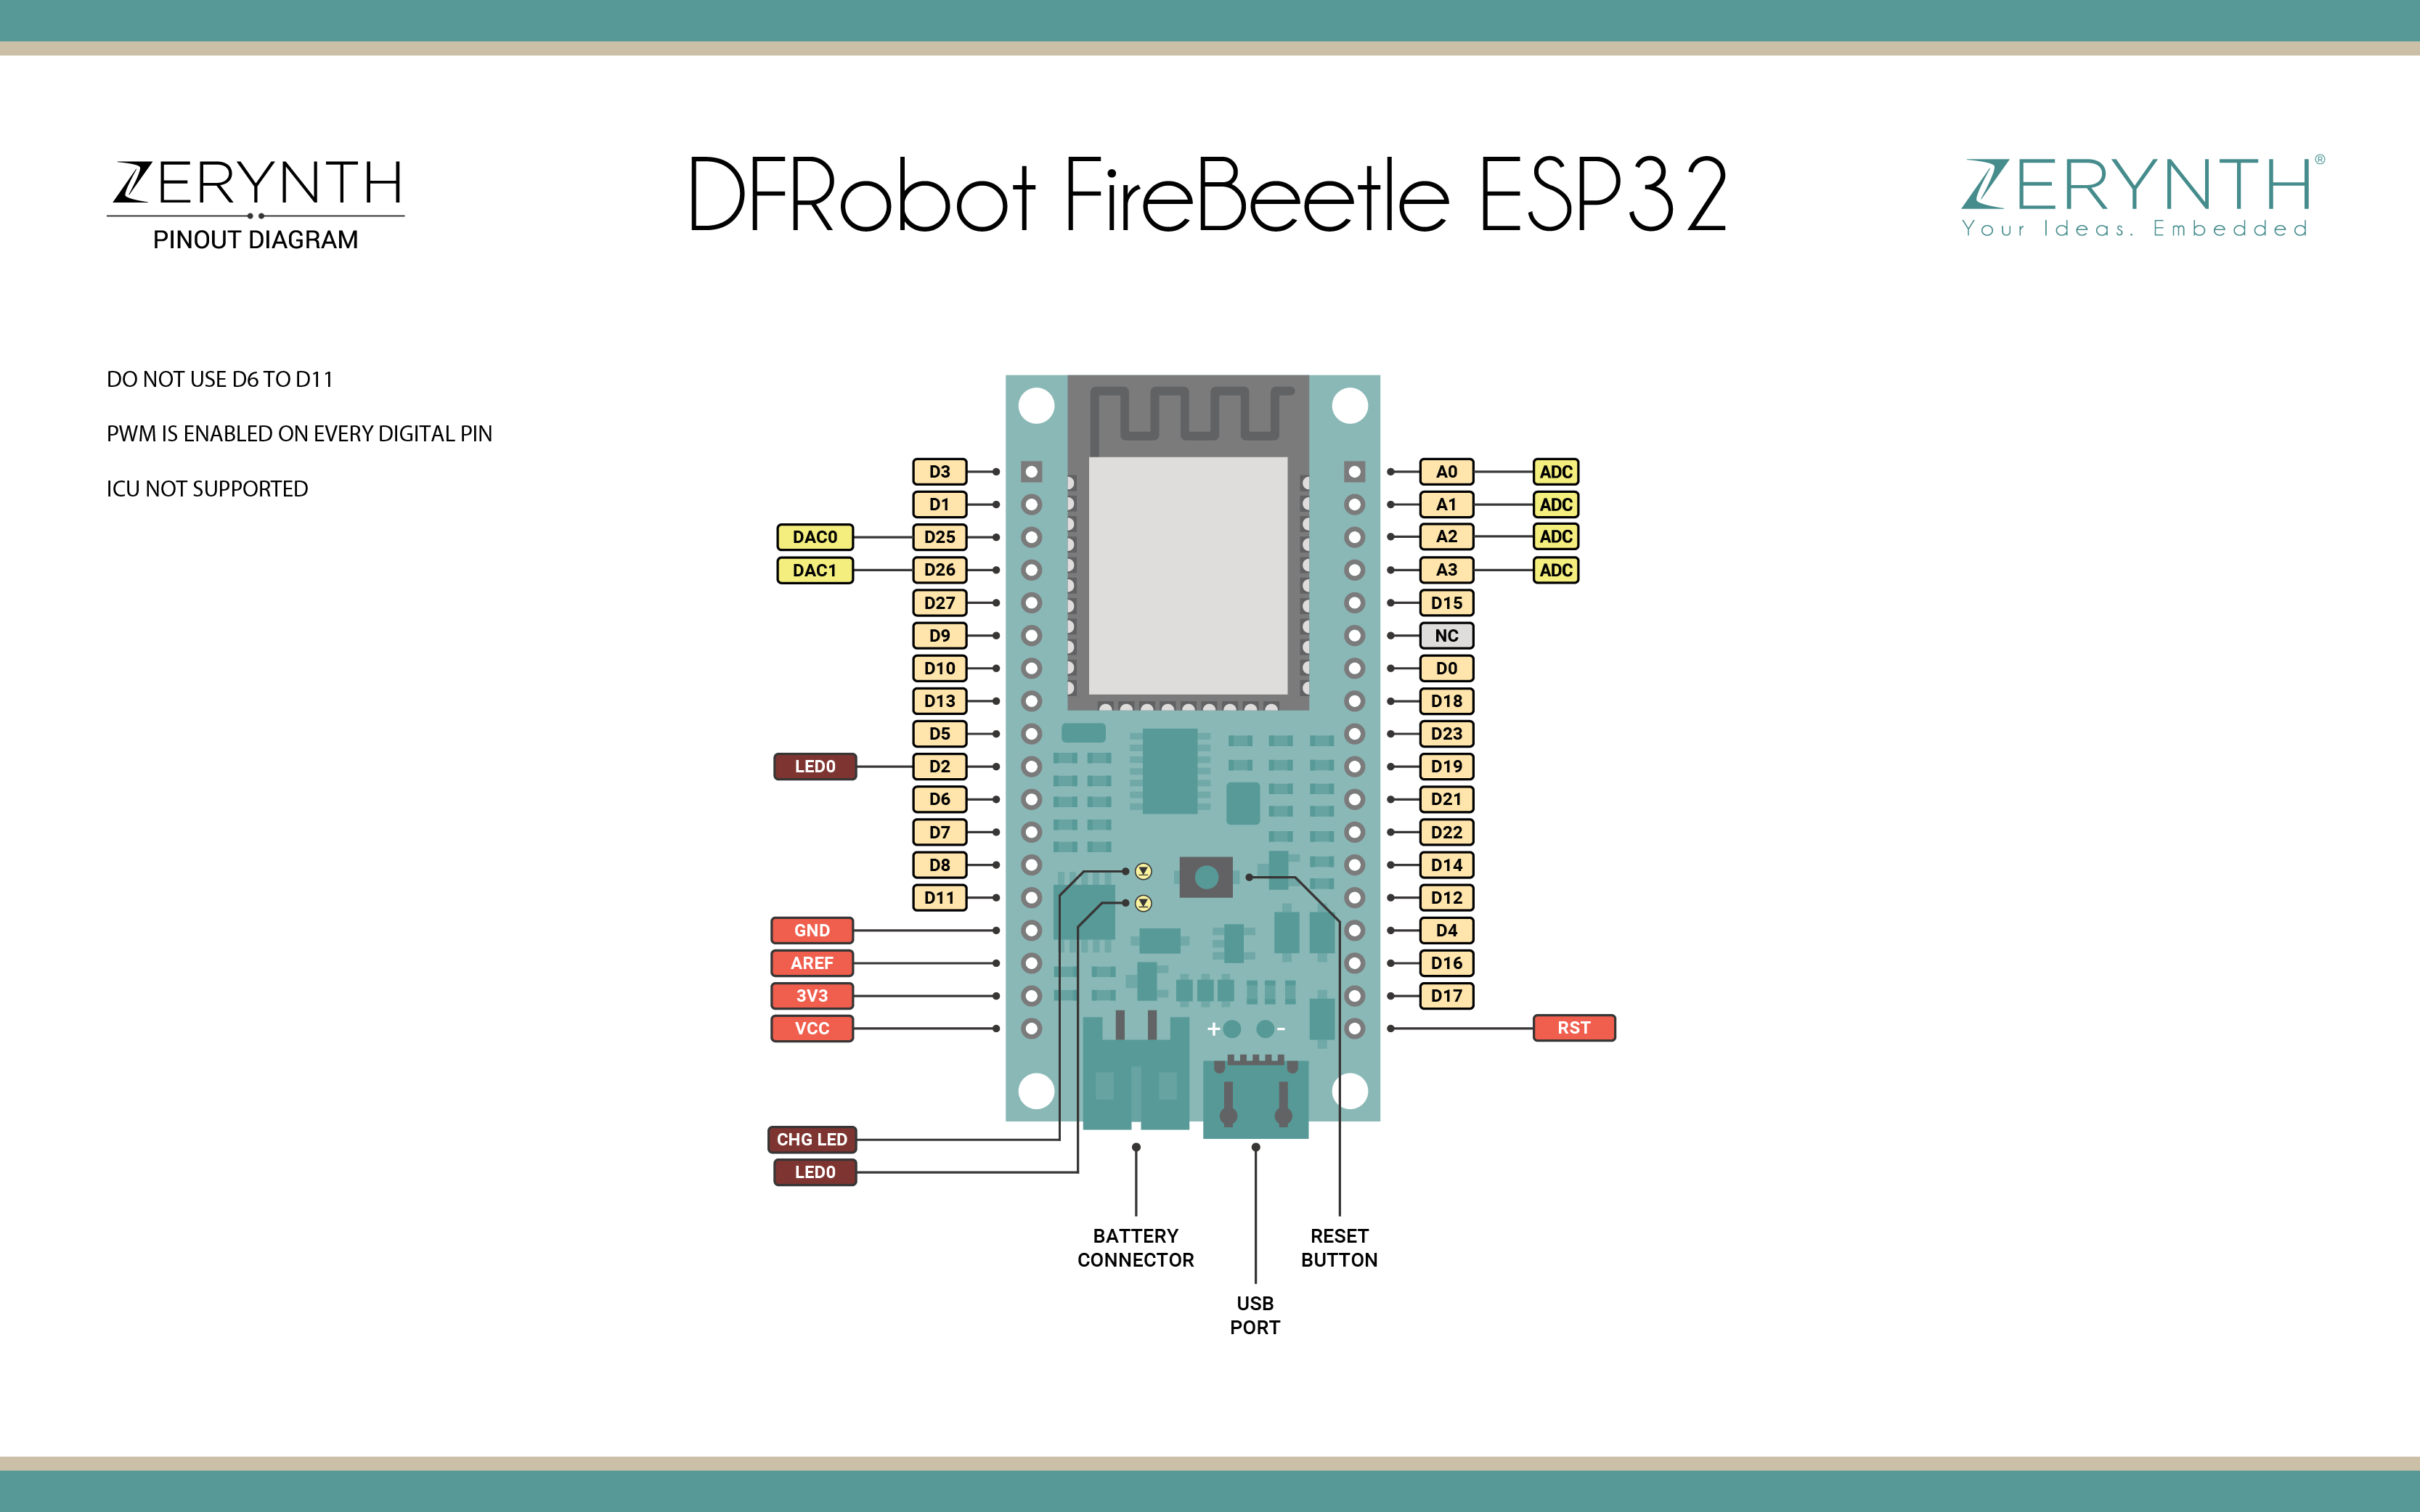 ZERYNTH
PINOUT DIAGRAM
DFRobot FireBeetle ESP32
ZERYNTH®
Your Ideas. Embedded
DO NOT USE D6 TO D11
PWM IS ENABLED ON EVERY DIGITAL PIN
ICU NOT SUPPORTED
D3
D1
DAC0 D25
DAC1 D26
D27
D9
D10
D13
D5
LED0 D2
D6
D7
D8
D11
GND
AREF
3V3
VCC
CHG LED
LED0
A0 ADC
A1 ADC
A2 ADC
A3 ADC
D15
NC
D0
D18
D23
D19
D21
D22
D14
D12
D4
D16
D17
RST
+ -
BATTERY
CONNECTOR
USB
PORT
RESET
BUTTON